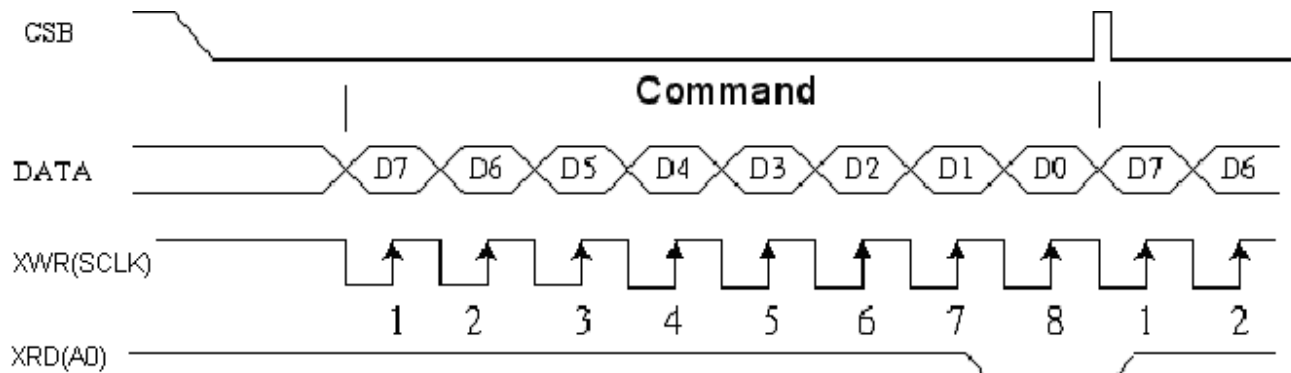 CSB
Command
DATA D7 D6 D5 D4 D3 D2 D1 D0 D7 D6
XWR(SCLK)
1 2 3 4 5 6 7 8 1 2
XRD(A0)